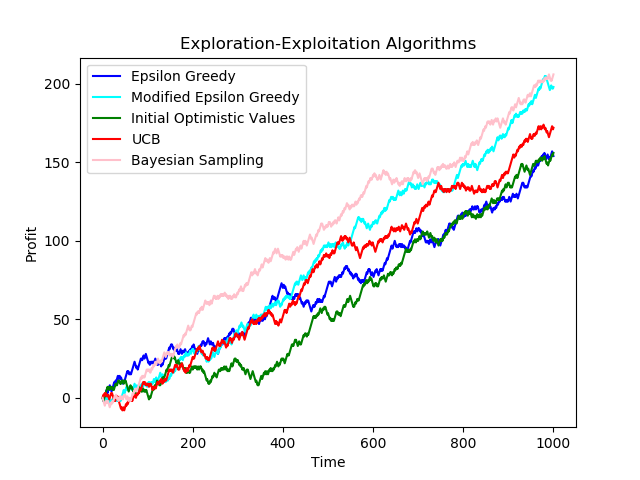 Exploration-Exploitation Algorithms
Epsilon Greedy
Modified Epsilon Greedy
Initial Optimistic Values
UCB
Bayesian Sampling
200
150
100
50
0
Profit
0 200 400 600 800 1000
Time